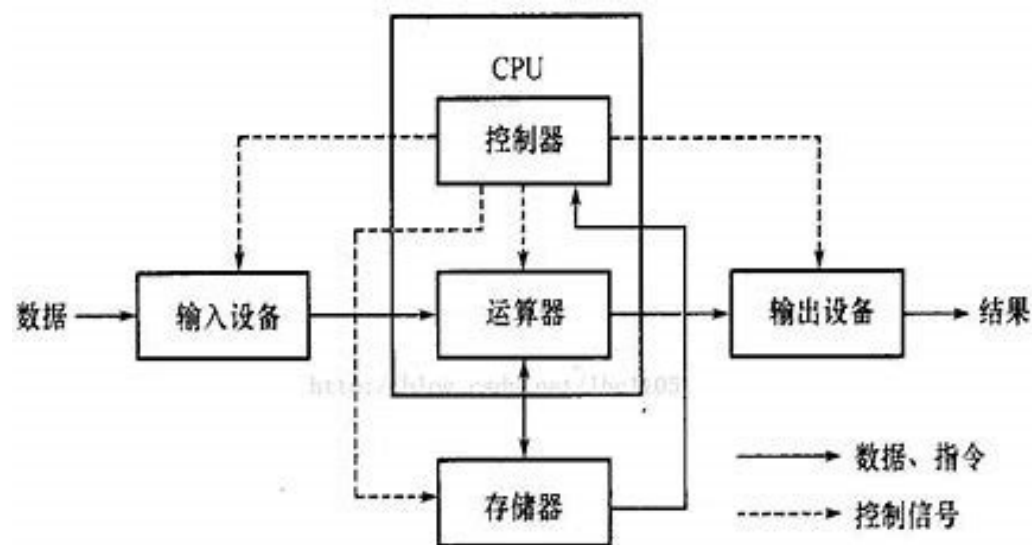 CPU
控制器
数据
输入设备
运算器
输出设备
结果
存储器
数据、指令
控制信号